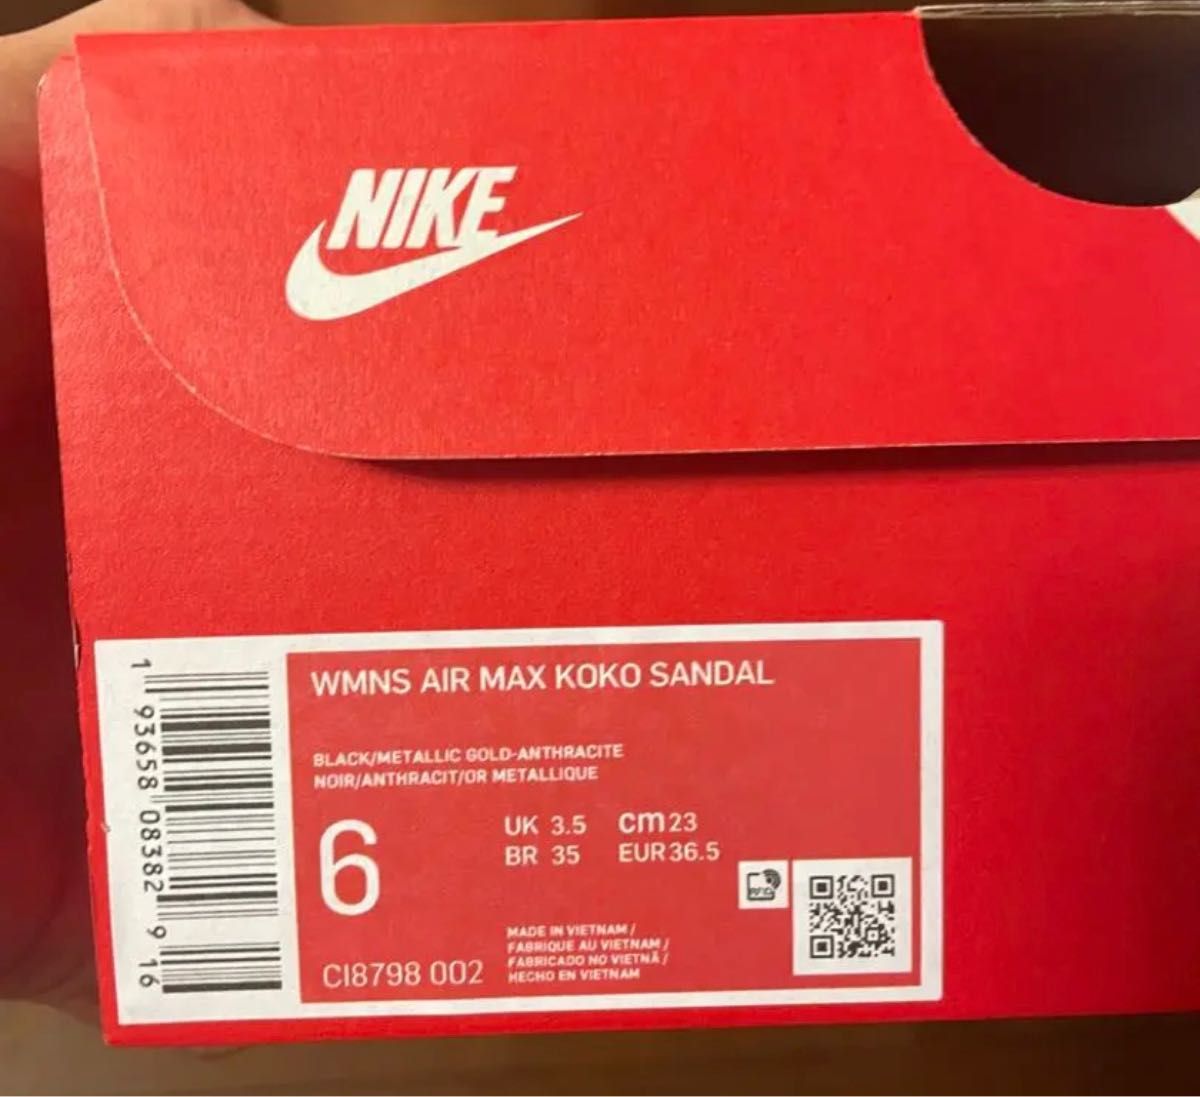 NIKE
WMNS AIR MAX KOKO SANDAL
BLACK/METALLIC GOLD-ANTHRACITE
NOIR/ANTHRACIT/OR METALLIQUE
6
UK 3.5 cm 23
BR 35 EUR 36.5
MADE IN VIETNAM /
FABRIQUE AU VIETNAM /
FABRICADO NO VIETNÃ /
HECHO EN VIETNAM
CI8798 002
RFID
1 93658 08382 9 16